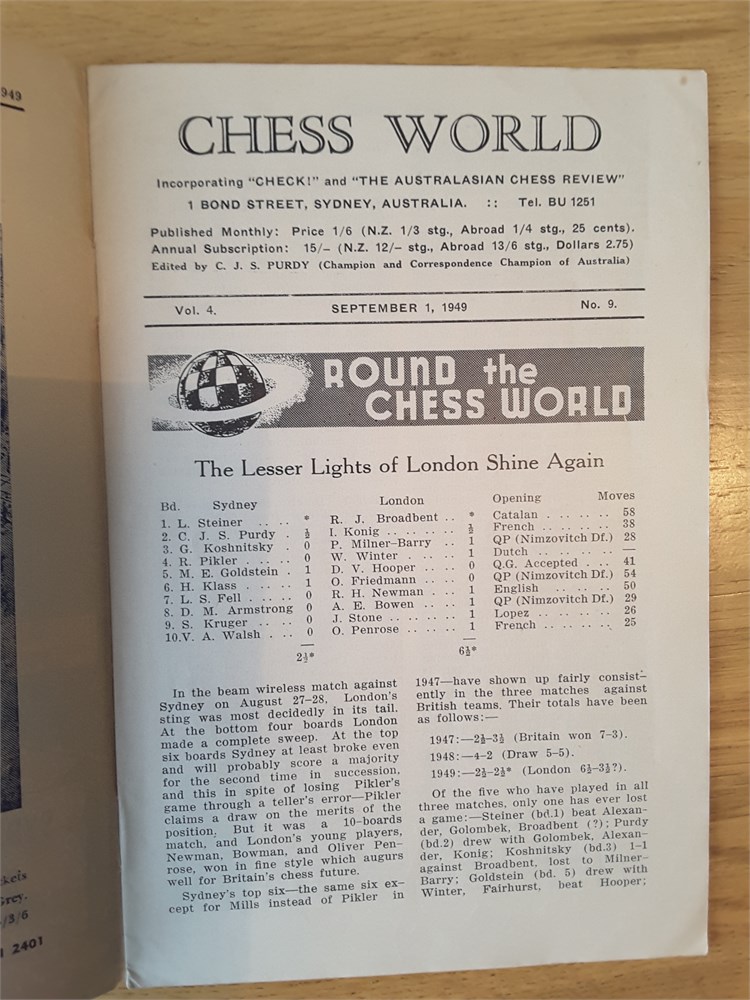 949
CHESS WORLD
Incorporating "CHECK!" and "THE AUSTRALASIAN CHESS REVIEW"
1 BOND STREET, SYDNEY, AUSTRALIA. :: Tel. BU 1251
Published Monthly: Price 1/6 (N.Z. 1/3 stg., Abroad 1/4 stg., 25 cents).
Annual Subscription: 15/- (N.Z. 12/- stg., Abroad 13/6 stg., Dollars 2.75)
Edited by C. J. S. PURDY (Champion and Correspondence Champion of Australia)
Vol. 4. SEPTEMBER 1, 1949 No. 9.
ROUND the
CHESS WORLD
The Lesser Lights of London Shine Again
Bd. Sydney London Opening Moves
1. L. Steiner .. .. * R. J. Broadbent .. * Catalan . . . . . 58
2. C. J. S. Purdy . ½ I. Konig .. .. .. ½ French . . . . . 38
3. G. Koshnitsky . 0 P. Milner-Barry .. 1 QP (Nimzovitch Df.) 28
4. R. Pikler .. .. 0 W. Winter .. .. 1 Dutch .. .. .. .. —
5. M. E. Goldstein . 1 D. V. Hooper .. .. 0 Q.G. Accepted . . . 41
6. H. Klass .. .. 1 O. Friedmann .. .. 0 QP (Nimzovitch Df.) 54
7. L. S. Fell .. .. 0 R. H. Newman .. .. 1 English .. .. .. 50
8. D. M. Armstrong 0 A. E. Bowen .. .. 1 QP (Nimzovitch Df.) 29
9. S. Kruger .. .. 0 J. Stone .. .. .. 1 Lopez .. .. .. .. 26
10.V. A. Walsh . .. 0 O. Penrose .. .. .. 1 French .. .. .. .. 25
2½* 6½*
In the beam wireless match against
Sydney on August 27-28, London's
sting was most decidedly in its tail.
At the bottom four boards London
made a complete sweep. At the top
six boards Sydney at least broke even
and will probably score a majority
for the second time in succession,
and this in spite of losing Pikler's
game through a teller's error—Pikler
claims a draw on the merits of the
position. But it was a 10-boards
match, and London's young players,
Newman, Bowman, and Oliver Pen-
rose, won in fine style which augurs
well for Britain's chess future.
Sydney's top six—the same six ex-
cept for Mills instead of Pikler in
1947—have shown up fairly consist-
ently in the three matches against
British teams. Their totals have been
as follows:—
1947:—2½-3½ (Britain won 7-3).
1948:—4-2 (Draw 5-5).
1949:—2½-2½* (London 6½-3½?).
Of the five who have played in all
three matches, only one has ever lost
a game:—Steiner (bd.1) beat Alexan-
der, Golombek, Broadbent (?); Purdy
(bd.2) drew with Golombek, Alexan-
der, Konig; Koshnitsky (bd.3) 1-1
against Broadbent, lost to Milner-
Barry; Goldstein (bd. 5) drew with
Winter, Fairhurst, beat Hooper;
Grey.
/3/6
2401